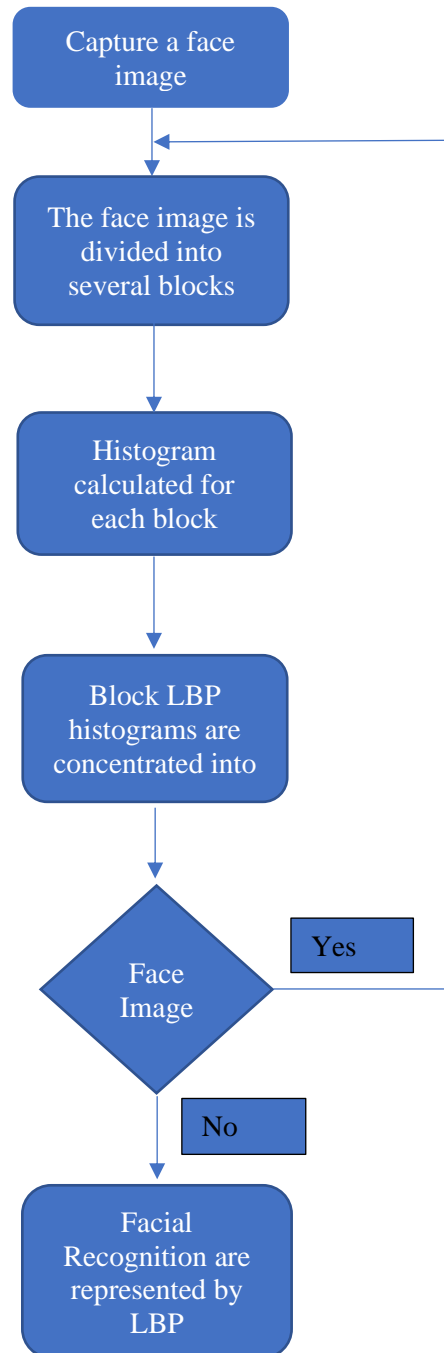 Capture a face
image
The face image is
divided into
several blocks
Histogram
calculated for
each block
Block LBP
histograms are
concentrated into
Face
Image
Yes
No
Facial
Recognition are
represented by
LBP